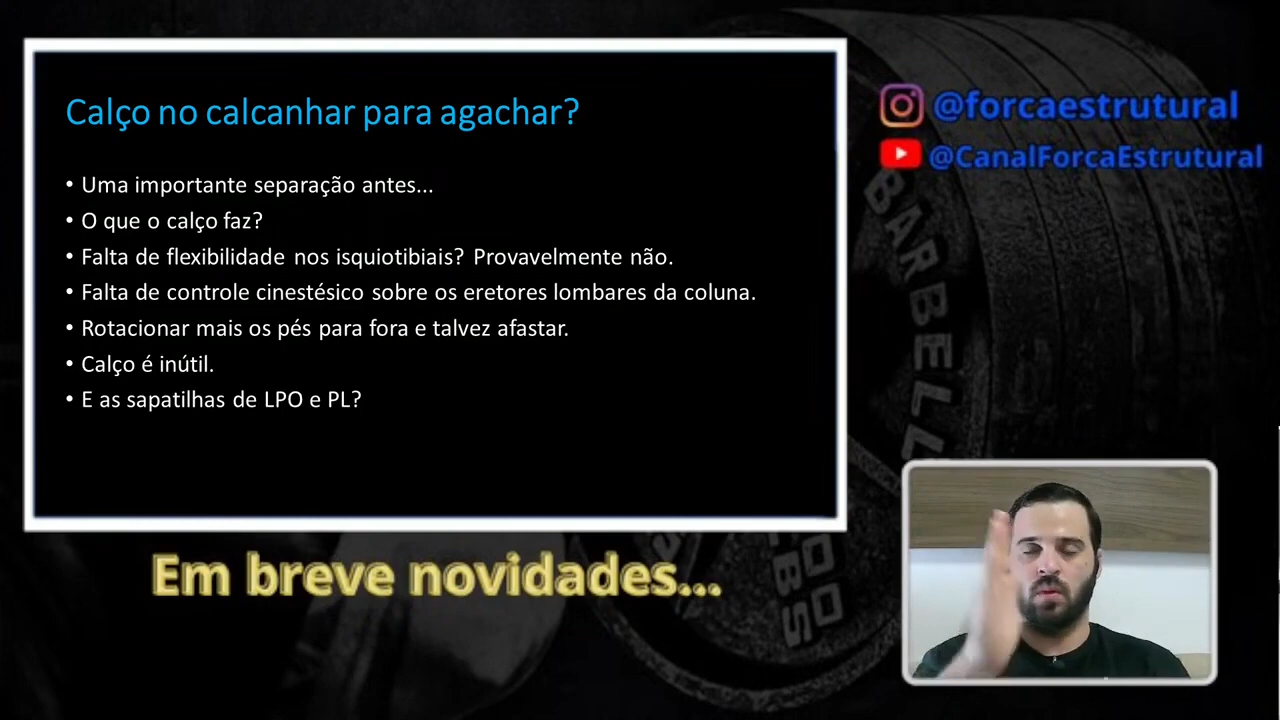 Calço no calcanhar para agachar?
• Uma importante separação antes...
• O que o calço faz?
• Falta de flexibilidade nos isquiotibiais? Provavelmente não.
• Falta de controle cinestésico sobre os eretores lombares da coluna.
• Rotacionar mais os pés para fora e talvez afastar.
• Calço é inútil.
• E as sapatilhas de LPO e PL?
@forcaestrutural
@CanalForcaEstrutural
BARBELL
LBS
Em breve novidades...